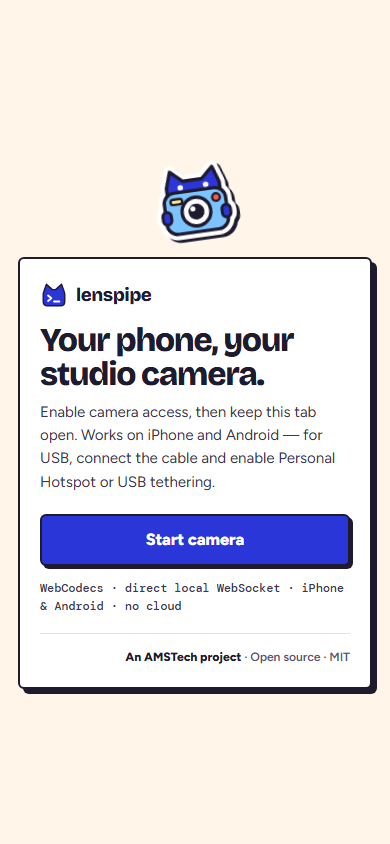 lenspipe
Your phone, your
studio camera.
Enable camera access, then keep this tab
open. Works on iPhone and Android — for
USB, connect the cable and enable Personal
Hotspot or USB tethering.
Start camera
WebCodecs · direct local WebSocket · iPhone
& Android · no cloud
An AMSTech project · Open source · MIT